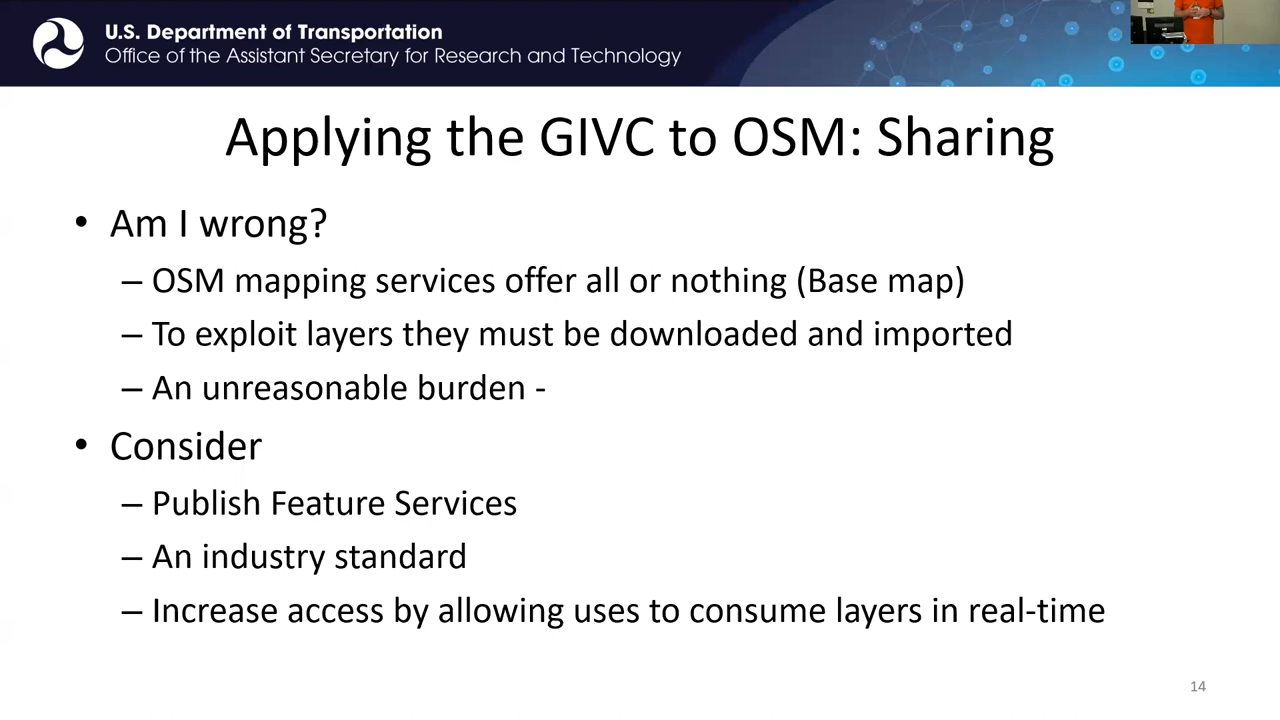 U.S. Department of Transportation
Office of the Assistant Secretary for Research and Technology
Applying the GIVC to OSM: Sharing
• Am I wrong?
– OSM mapping services offer all or nothing (Base map)
– To exploit layers they must be downloaded and imported
– An unreasonable burden -
• Consider
– Publish Feature Services
– An industry standard
– Increase access by allowing uses to consume layers in real-time
14